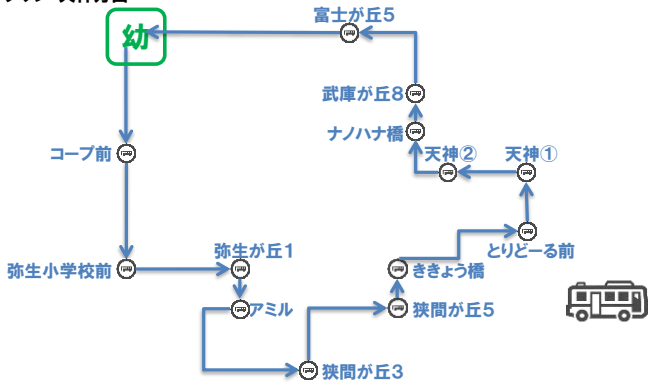 富士が丘5
幼
武庫が丘8
ナノハナ橋
天神②
天神①
コープ前
とりどーる前
弥生が丘1
弥生小学校前
ききょう橋
アミル
狭間が丘5
狭間が丘3